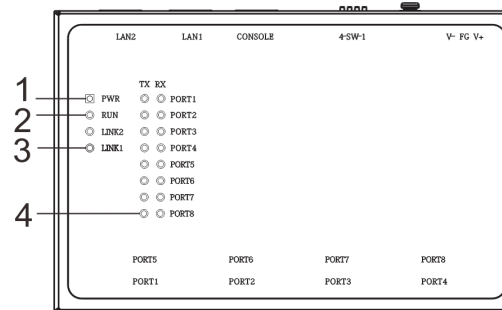 LAN2 LAN1 CONSOLE 4-SW-1 V- FG V+
TX RX
1 PWR PORT1
2 RUN PORT2
LINK2 PORT3
3 LINK1 PORT4
PORT5
PORT6
PORT7
4 PORT8
PORT5 PORT6 PORT7 PORT8
PORT1 PORT2 PORT3 PORT4